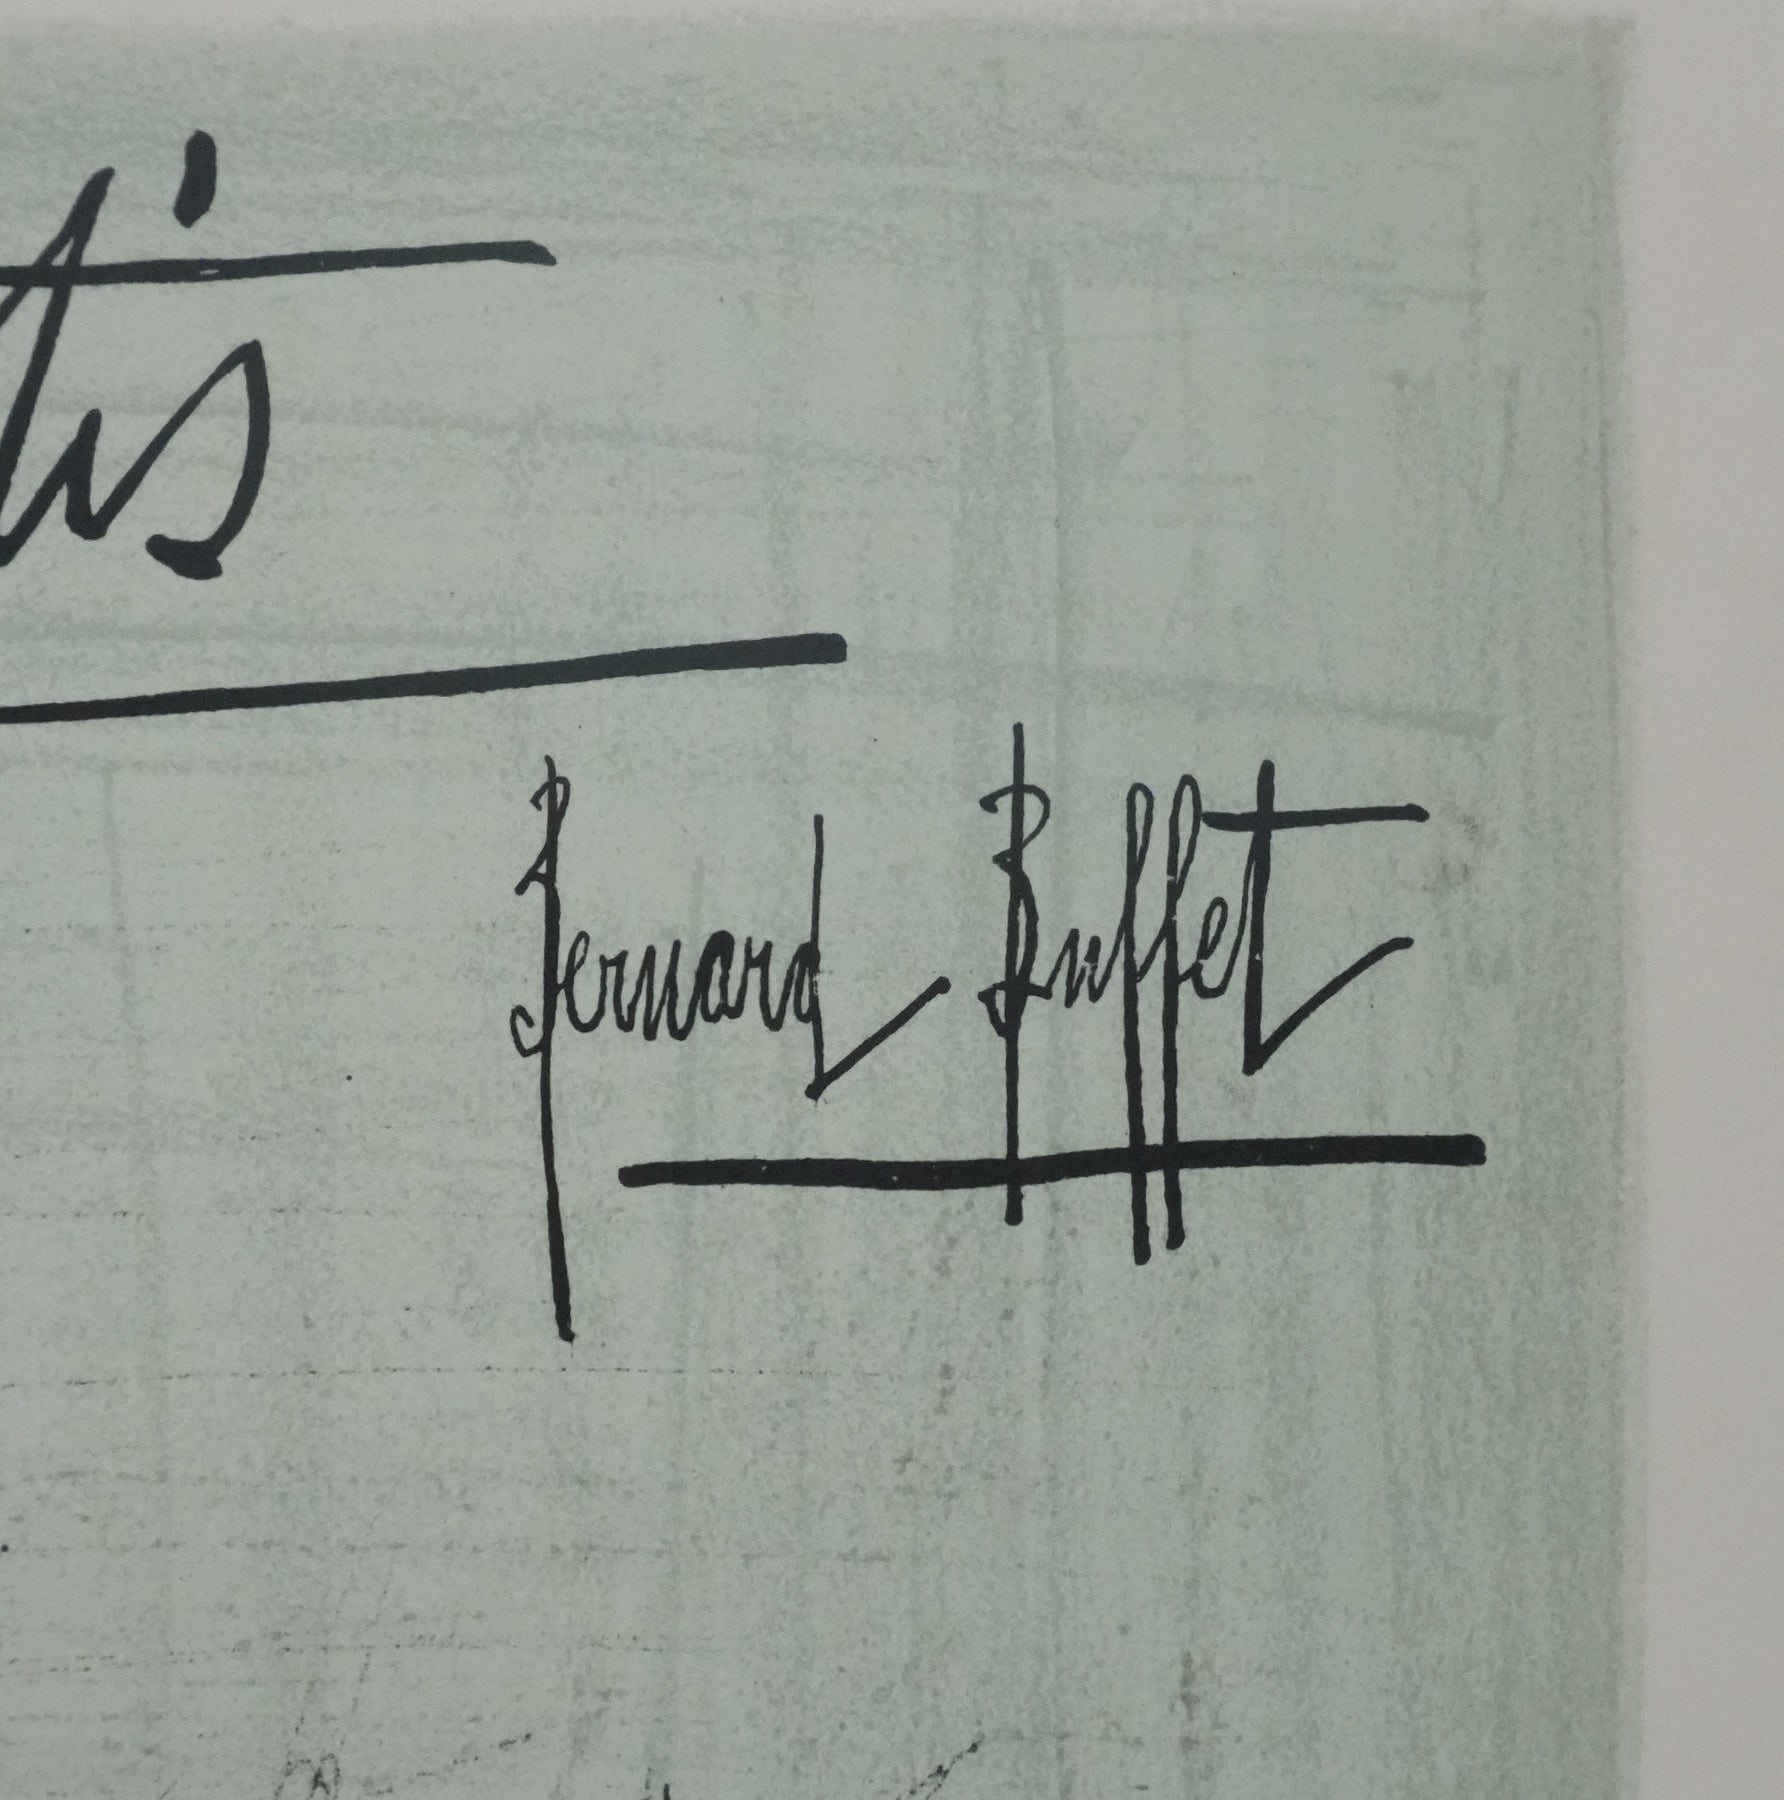 tis
Bernard Buffet